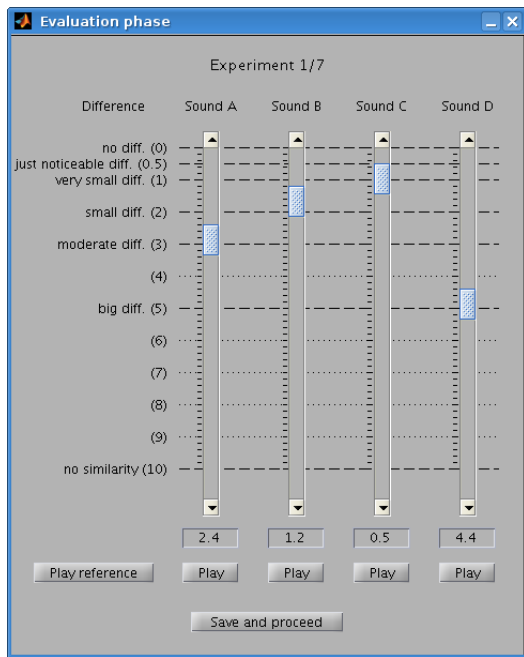 Evaluation phase
Experiment 1/7
Difference Sound A Sound B Sound C Sound D
no diff. (0)
just noticeable diff. (0.5)
very small diff. (1)
small diff. (2)
moderate diff. (3)
(4)
big diff. (5)
(6)
(7)
(8)
(9)
no similarity (10)
2.4 1.2 0.5 4.4
Play reference Play Play Play Play
Save and proceed